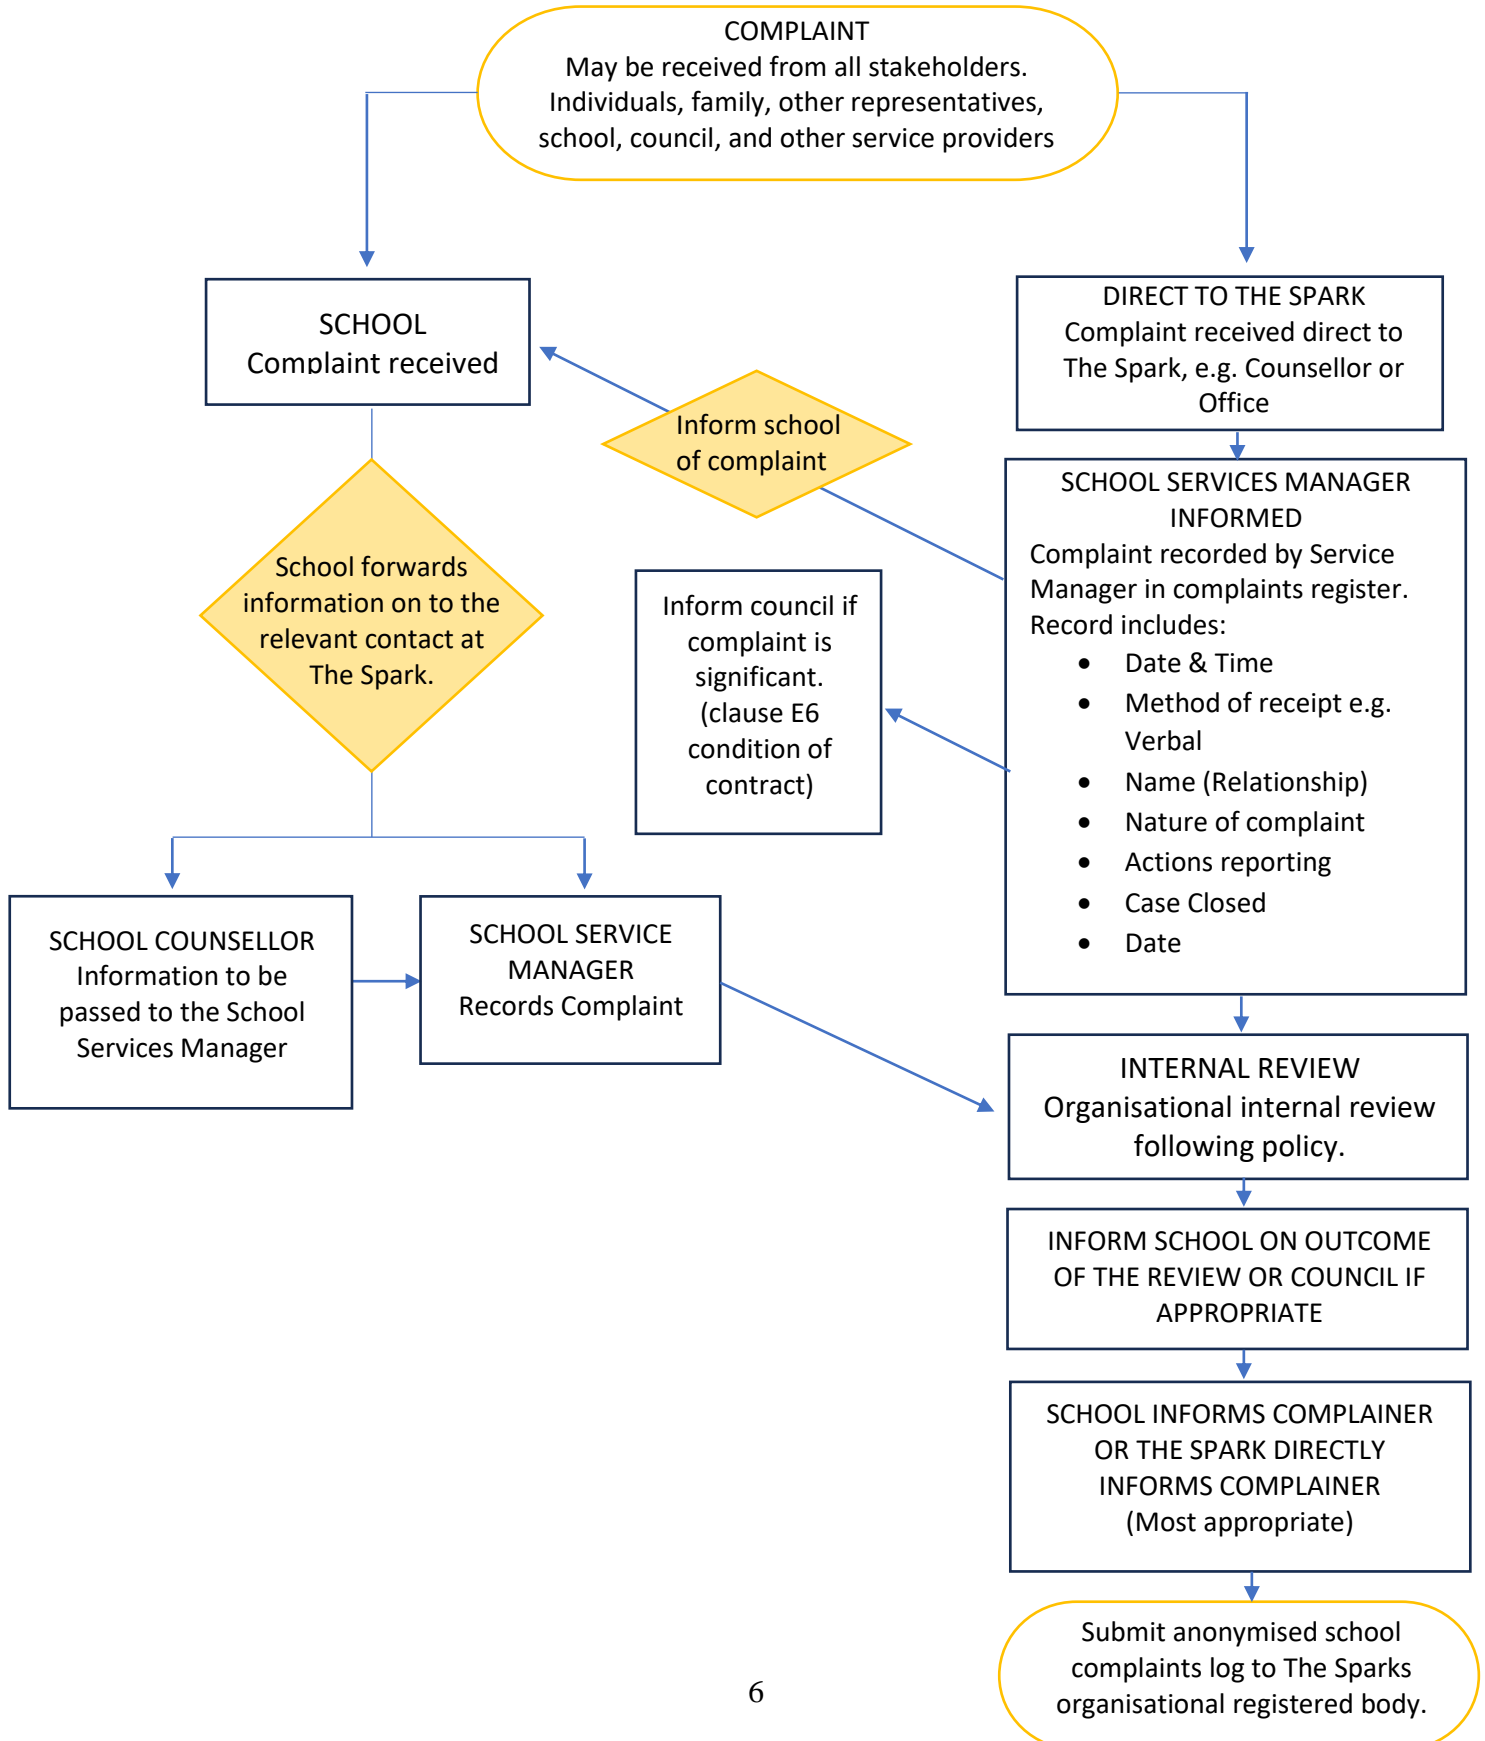 COMPLAINT
May be received from all stakeholders.
Individuals, family, other representatives,
school, council, and other service providers
SCHOOL
Complaint received
DIRECT TO THE SPARK
Complaint received direct to
The Spark, e.g. Counsellor or
Office
Inform school
of complaint
SCHOOL SERVICES MANAGER
INFORMED
Complaint recorded by Service
Manager in complaints register.
Record includes:
• Date & Time
• Method of receipt e.g.
Verbal
• Name (Relationship)
• Nature of complaint
• Actions reporting
• Case Closed
• Date
School forwards
information on to the
relevant contact at
The Spark.
Inform council if
complaint is
significant.
(clause E6
condition of
contract)
SCHOOL COUNSELLOR
Information to be
passed to the School
Services Manager
SCHOOL SERVICE
MANAGER
Records Complaint
INTERNAL REVIEW
Organisational internal review
following policy.
INFORM SCHOOL ON OUTCOME
OF THE REVIEW OR COUNCIL IF
APPROPRIATE
SCHOOL INFORMS COMPLAINER
OR THE SPARK DIRECTLY
INFORMS COMPLAINER
(Most appropriate)
Submit anonymised school
complaints log to The Sparks
organisational registered body.
6